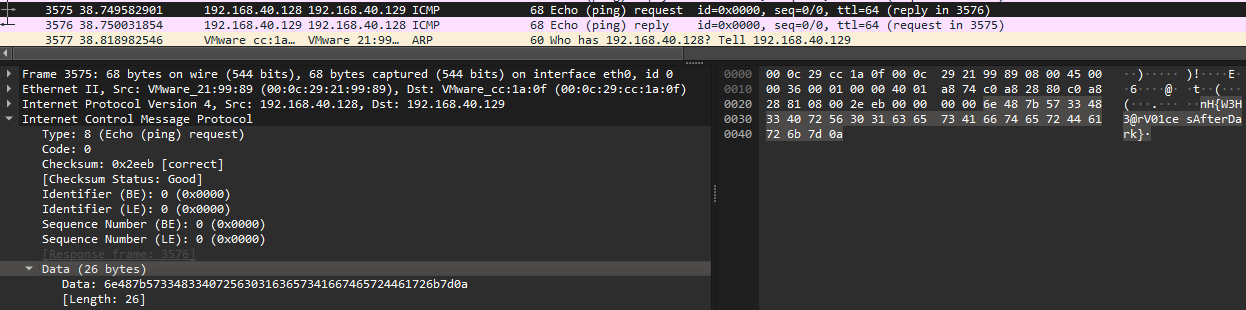 3575 38.749582901 192.168.40.128 192.168.40.129 ICMP 68 Echo (ping) request id=0x0000, seq=0/0, ttl=64 (reply in 3576)
3576 38.750031854 192.168.40.129 192.168.40.128 ICMP 68 Echo (ping) reply id=0x0000, seq=0/0, ttl=64 (request in 3575)
3577 38.818982546 VMware_cc:1a… VMware_21:99… ARP 60 Who has 192.168.40.128? Tell 192.168.40.129
Frame 3575: 68 bytes on wire (544 bits), 68 bytes captured (544 bits) on interface eth0, id 0
Ethernet II, Src: VMware_21:99:89 (00:0c:29:21:99:89), Dst: VMware_cc:1a:0f (00:0c:29:cc:1a:0f)
Internet Protocol Version 4, Src: 192.168.40.128, Dst: 192.168.40.129
Internet Control Message Protocol
Type: 8 (Echo (ping) request)
Code: 0
Checksum: 0x2eeb [correct]
[Checksum Status: Good]
Identifier (BE): 0 (0x0000)
Identifier (LE): 0 (0x0000)
Sequence Number (BE): 0 (0x0000)
Sequence Number (LE): 0 (0x0000)
[Response frame: 3576]
Data (26 bytes)
Data: 6e487b5733483340725630316365734166746572446172​6b7d0a
[Length: 26]
0000 00 0c 29 cc 1a 0f 00 0c 29 21 99 89 08 00 45 00 ··)·····)!····E·
0010 00 36 00 01 00 00 40 01 a8 74 c0 a8 28 80 c0 a8 ·6····@··t··(···
0020 28 81 08 00 2e eb 00 00 00 00 6e 48 7b 57 33 48 (···.·····nH{W3H
0030 33 40 72 56 30 31 63 65 73 41 66 74 65 72 44 61 3@rV01cesAfterDa
0040 72 6b 7d 0a rk}·